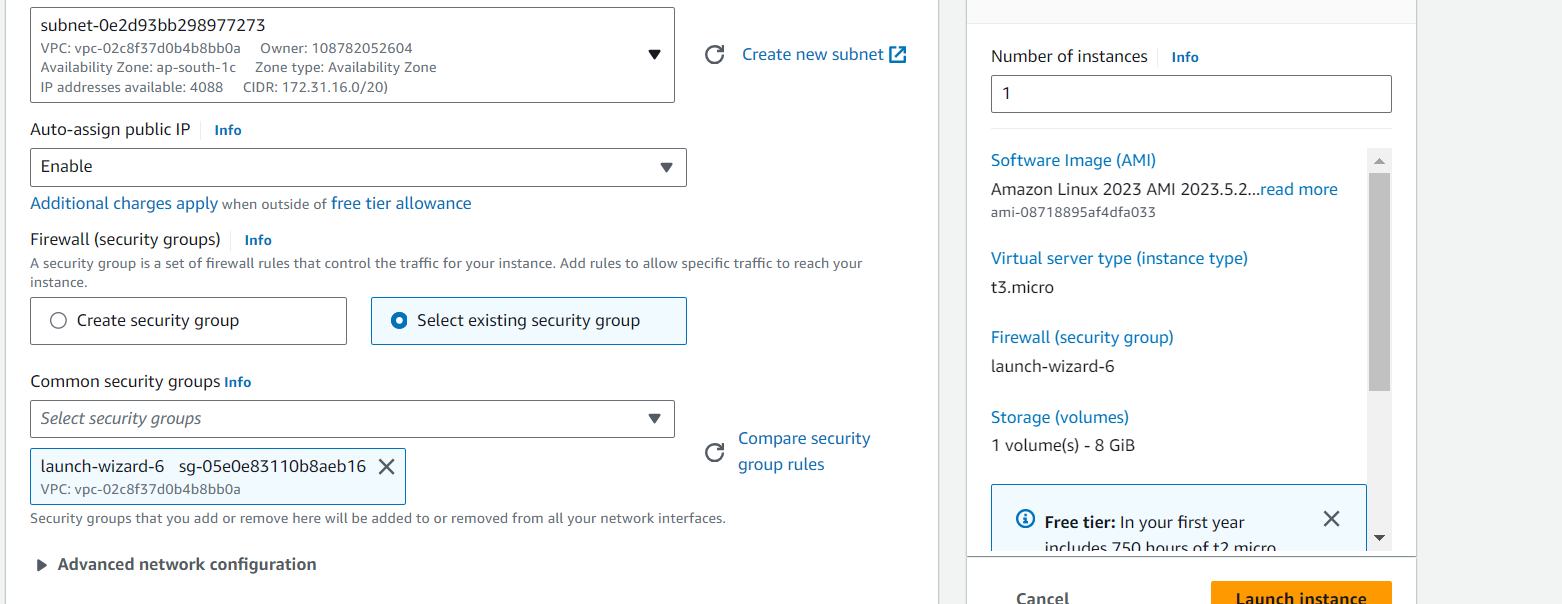 subnet-0e2d93bb298977273
VPC: vpc-02c8f37d0b4b8bb0a Owner: 108782052604
Availability Zone: ap-south-1c Zone type: Availability Zone
IP addresses available: 4088 CIDR: 172.31.16.0/20)
Create new subnet
Auto-assign public IP Info
Enable
Additional charges apply when outside of free tier allowance
Firewall (security groups) Info
A security group is a set of firewall rules that control the traffic for your instance. Add rules to allow specific traffic to reach your
instance.
Create security group
Select existing security group
Common security groups Info
Select security groups
launch-wizard-6 sg-05e0e83110b8aeb16
VPC: vpc-02c8f37d0b4b8bb0a
Compare security
group rules
Security groups that you add or remove here will be added to or removed from all your network interfaces.
Advanced network configuration
Number of instances Info
1
Software Image (AMI)
Amazon Linux 2023 AMI 2023.5.2...read more
ami-08718895af4dfa033
Virtual server type (instance type)
t3.micro
Firewall (security group)
launch-wizard-6
Storage (volumes)
1 volume(s) - 8 GiB
Free tier: In your first year
includes 750 hours of t2.micro
Cancel
Launch instance